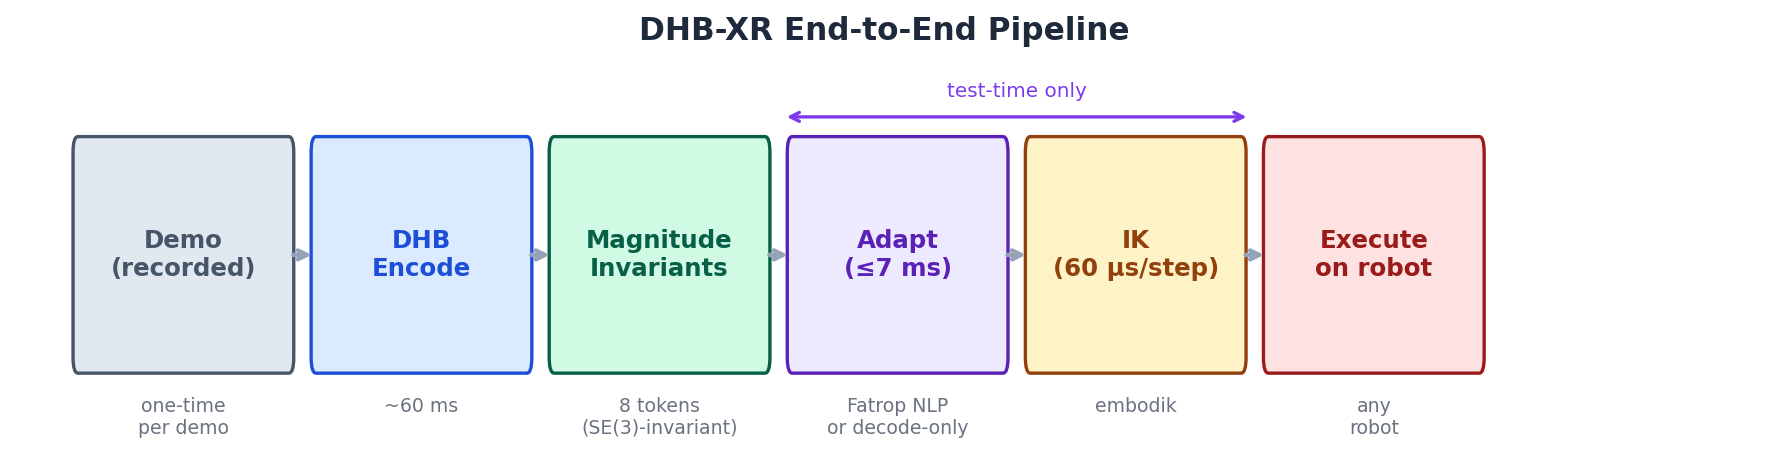 DHB-XR End-to-End Pipeline
test-time only
Demo
(recorded)
DHB
Encode
Magnitude
Invariants
Adapt
(≤7 ms)
IK
(60 µs/step)
Execute
on robot
one-time
per demo
~60 ms
8 tokens
(SE(3)-invariant)
Fatrop NLP
or decode-only
embodik
any
robot